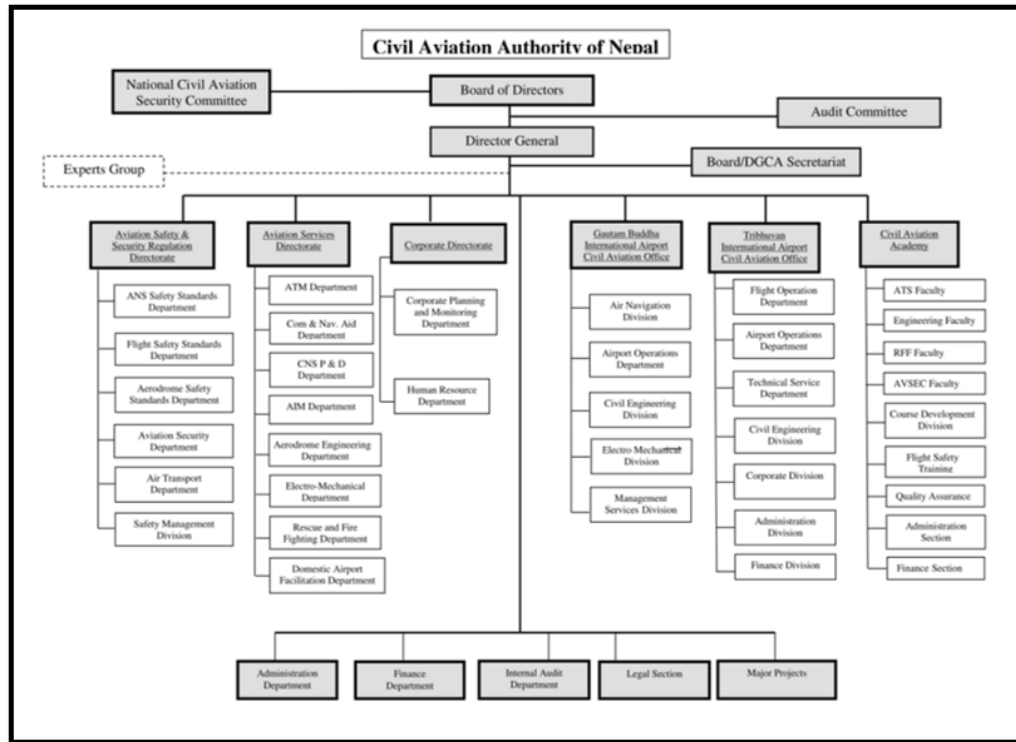 Civil Aviation Authority of Nepal
National Civil Aviation
Security Committee
Board of Directors
Audit Committee
Director General
Experts Group
Board/DGCA Secretariat
Aviation Safety &
Security Regulation
Directorate
ANS Safety Standards
Department
Flight Safety Standards
Department
Aerodrome Safety
Standards Department
Aviation Security
Department
Air Transport
Department
Safety Management
Division
Aviation Services
Directorate
ATM Department
Com & Nav. Aid
Department
CNS P & D
Department
AIM Department
Aerodrome Engineering
Department
Electro-Mechanical
Department
Rescue and Fire
Fighting Department
Domestic Airport
Facilitation Department
Corporate Directorate
Corporate Planning
and Monitoring
Department
Human Resource
Department
Gautam Buddha
International Airport
Civil Aviation Office
Air Navigation
Division
Airport Operations
Department
Civil Engineering
Division
Electro Mechanical
Division
Management
Services Division
Tribhuvan
International Airport
Civil Aviation Office
Flight Operation
Department
Airport Operations
Department
Technical Service
Department
Civil Engineering
Division
Corporate Division
Administration
Division
Finance Division
Civil Aviation
Academy
ATS Faculty
Engineering Faculty
RFF Faculty
AVSEC Faculty
Course Development
Division
Flight Safety
Training
Quality Assurance
Administration
Section
Finance Section
Administration
Department
Finance
Department
Internal Audit
Department
Legal Section
Major Projects